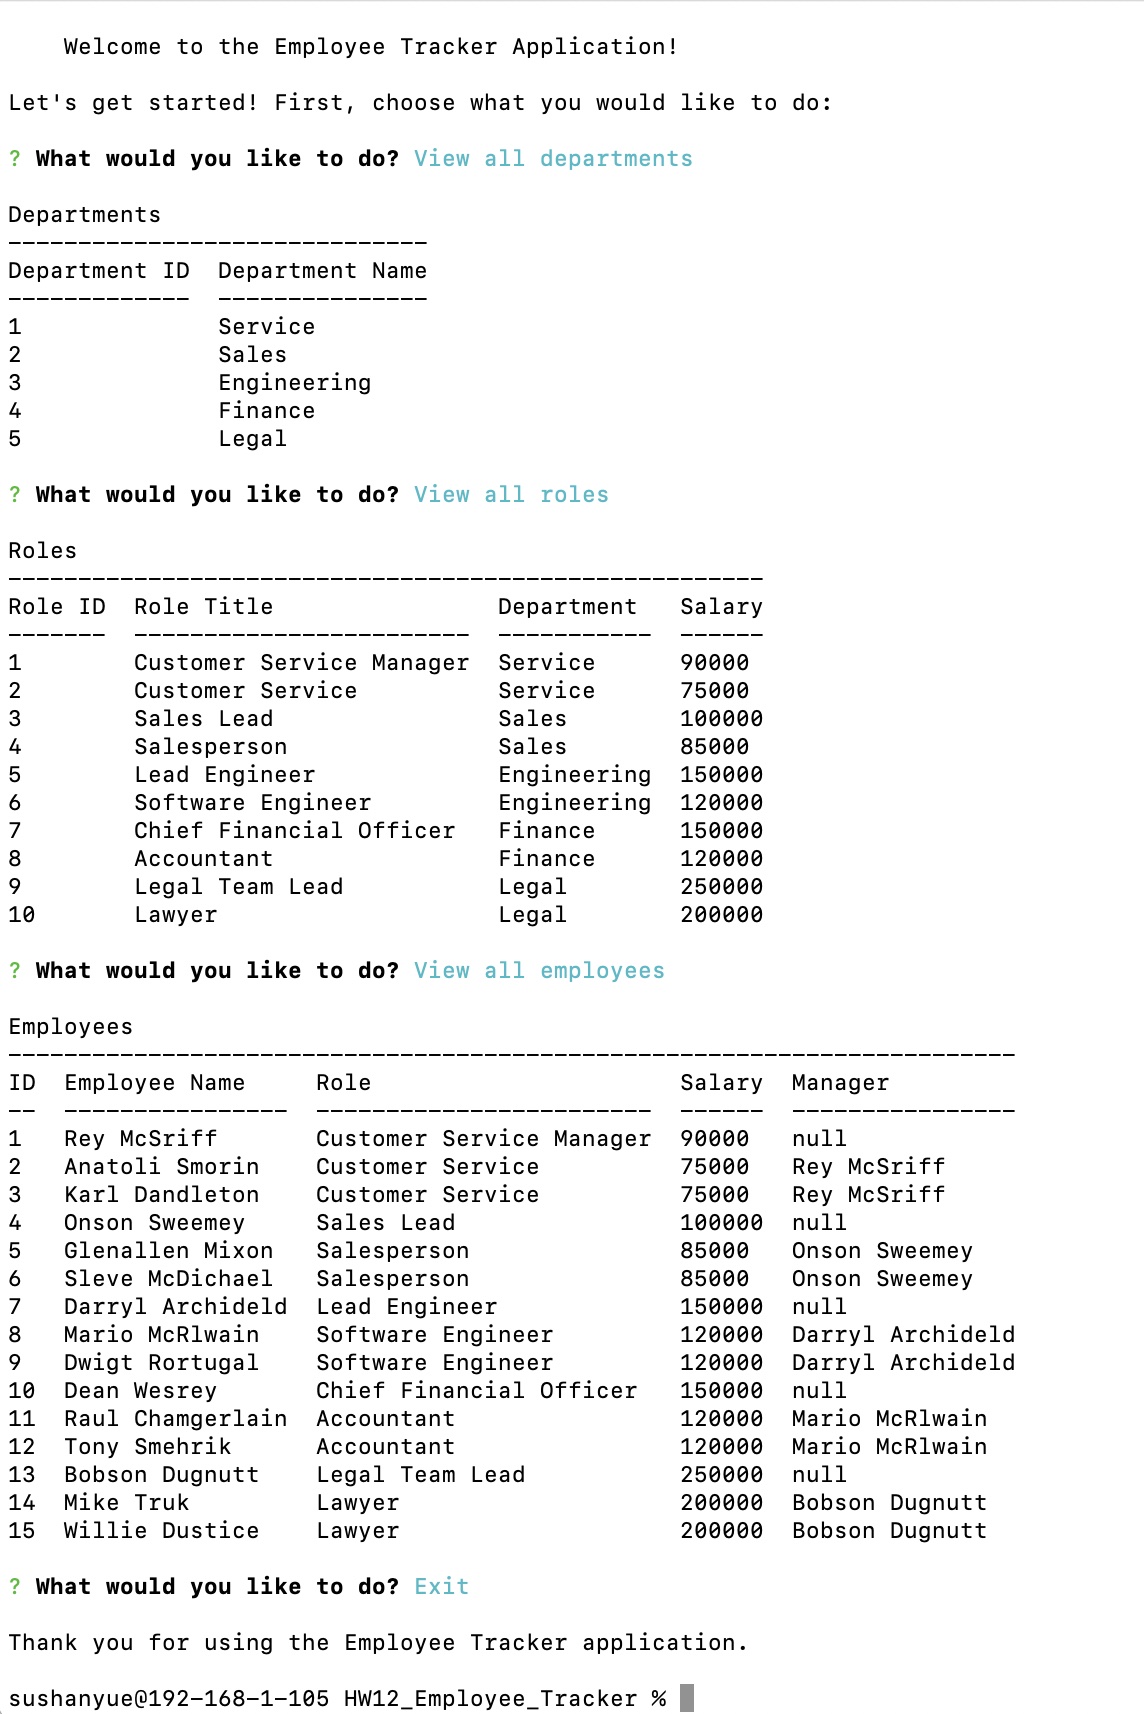 Welcome to the Employee Tracker Application!
Let's get started! First, choose what you would like to do:
? What would you like to do? View all departments
Departments
------------------------------
Department ID  Department Name
-------------  ---------------
1              Service
2              Sales
3              Engineering
4              Finance
5              Legal
? What would you like to do? View all roles
Roles
------------------------------------------------------
Role ID  Role Title                Department   Salary
-------  ------------------------  -----------  ------
1        Customer Service Manager  Service      90000
2        Customer Service          Service      75000
3        Sales Lead                Sales        100000
4        Salesperson               Sales        85000
5        Lead Engineer             Engineering  150000
6        Software Engineer         Engineering  120000
7        Chief Financial Officer   Finance      150000
8        Accountant                Finance      120000
9        Legal Team Lead           Legal        250000
10       Lawyer                    Legal        200000
? What would you like to do? View all employees
Employees
------------------------------------------------------------------------
ID  Employee Name     Role                      Salary  Manager
--  ----------------  ------------------------  ------  ----------------
1   Rey McSriff       Customer Service Manager  90000   null
2   Anatoli Smorin    Customer Service          75000   Rey McSriff
3   Karl Dandleton    Customer Service          75000   Rey McSriff
4   Onson Sweemey     Sales Lead                100000  null
5   Glenallen Mixon   Salesperson               85000   Onson Sweemey
6   Sleve McDichael   Salesperson               85000   Onson Sweemey
7   Darryl Archideld  Lead Engineer             150000  null
8   Mario McRlwain    Software Engineer         120000  Darryl Archideld
9   Dwigt Rortugal    Software Engineer         120000  Darryl Archideld
10  Dean Wesrey       Chief Financial Officer   150000  null
11  Raul Chamgerlain  Accountant                120000  Mario McRlwain
12  Tony Smehrik      Accountant                120000  Mario McRlwain
13  Bobson Dugnutt    Legal Team Lead           250000  null
14  Mike Truk         Lawyer                    200000  Bobson Dugnutt
15  Willie Dustice    Lawyer                    200000  Bobson Dugnutt
? What would you like to do? Exit
Thank you for using the Employee Tracker application.
sushanyue@192-168-1-105 HW12_Employee_Tracker %